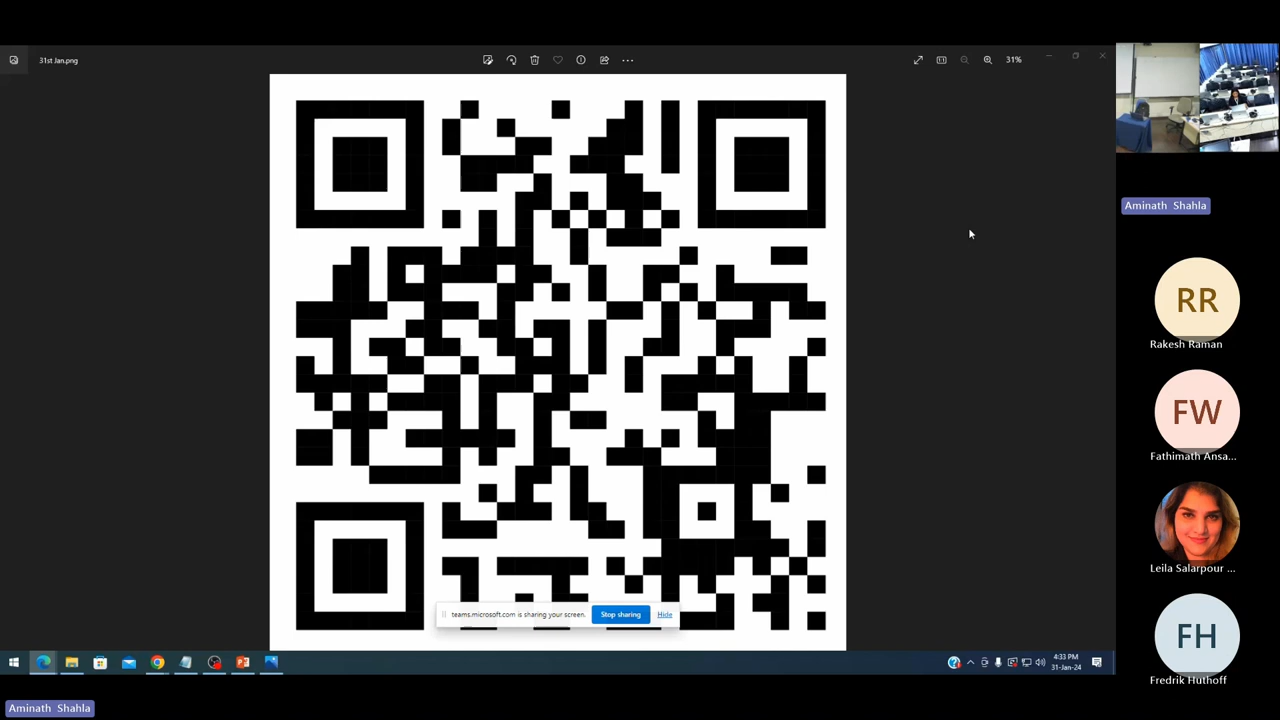 31st Jan.png
31%
Aminath Shahla
RR
Rakesh Raman
FW
Fathimath Ansa...
Leila Salarpour ...
FH
Fredrik Huthoff
teams.microsoft.com is sharing your screen.
Stop sharing
Hide
4:33 PM
31-Jan-24
Aminath Shahla